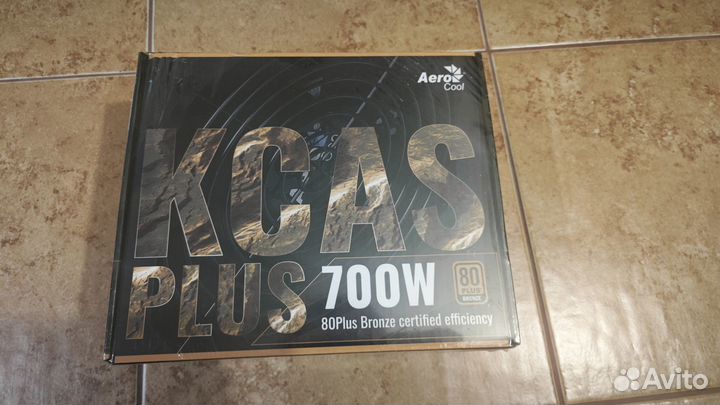 Aero
Cool
KCAS
PLUS
700W
80
PLUS
BRONZE
80Plus Bronze certified efficiency
Avito